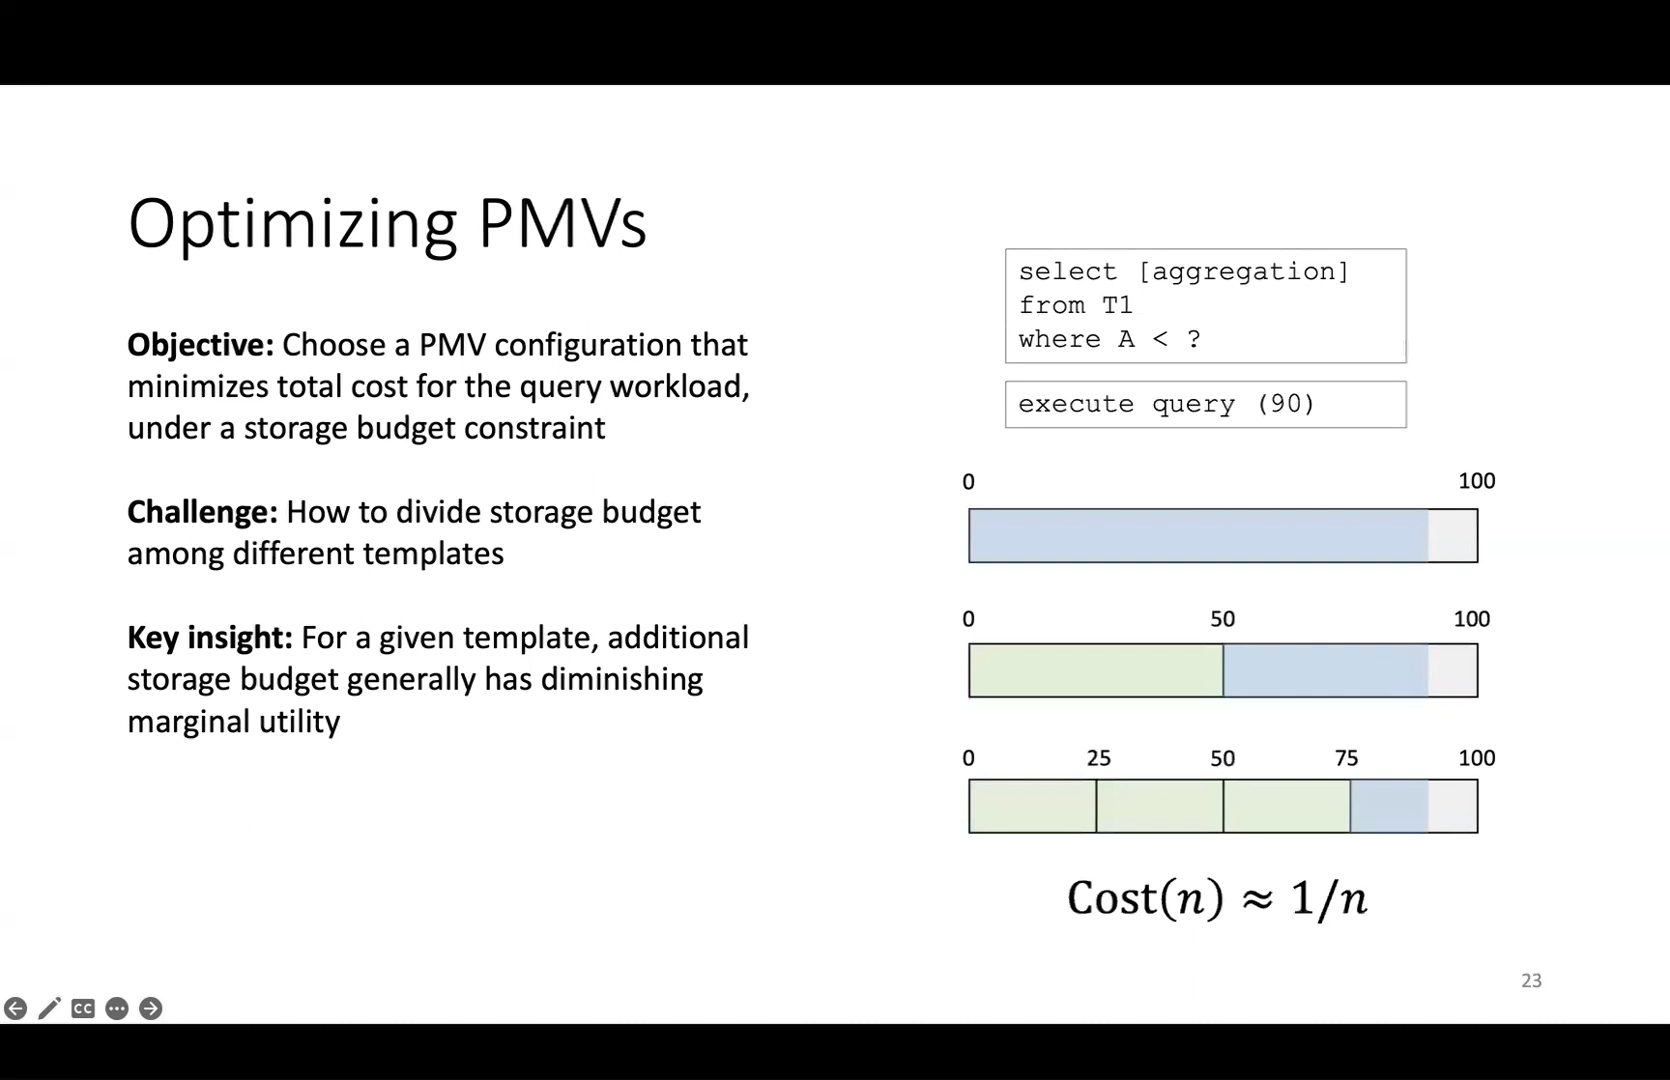 Optimizing PMVs
Objective: Choose a PMV configuration that
minimizes total cost for the query workload,
under a storage budget constraint
Challenge: How to divide storage budget
among different templates
Key insight: For a given template, additional
storage budget generally has diminishing
marginal utility
select [aggregation]
from T1
where A < ?
execute query (90)
0 100
0 50 100
0 25 50 75 100
Cost(n) ≈ 1/n
23
CC